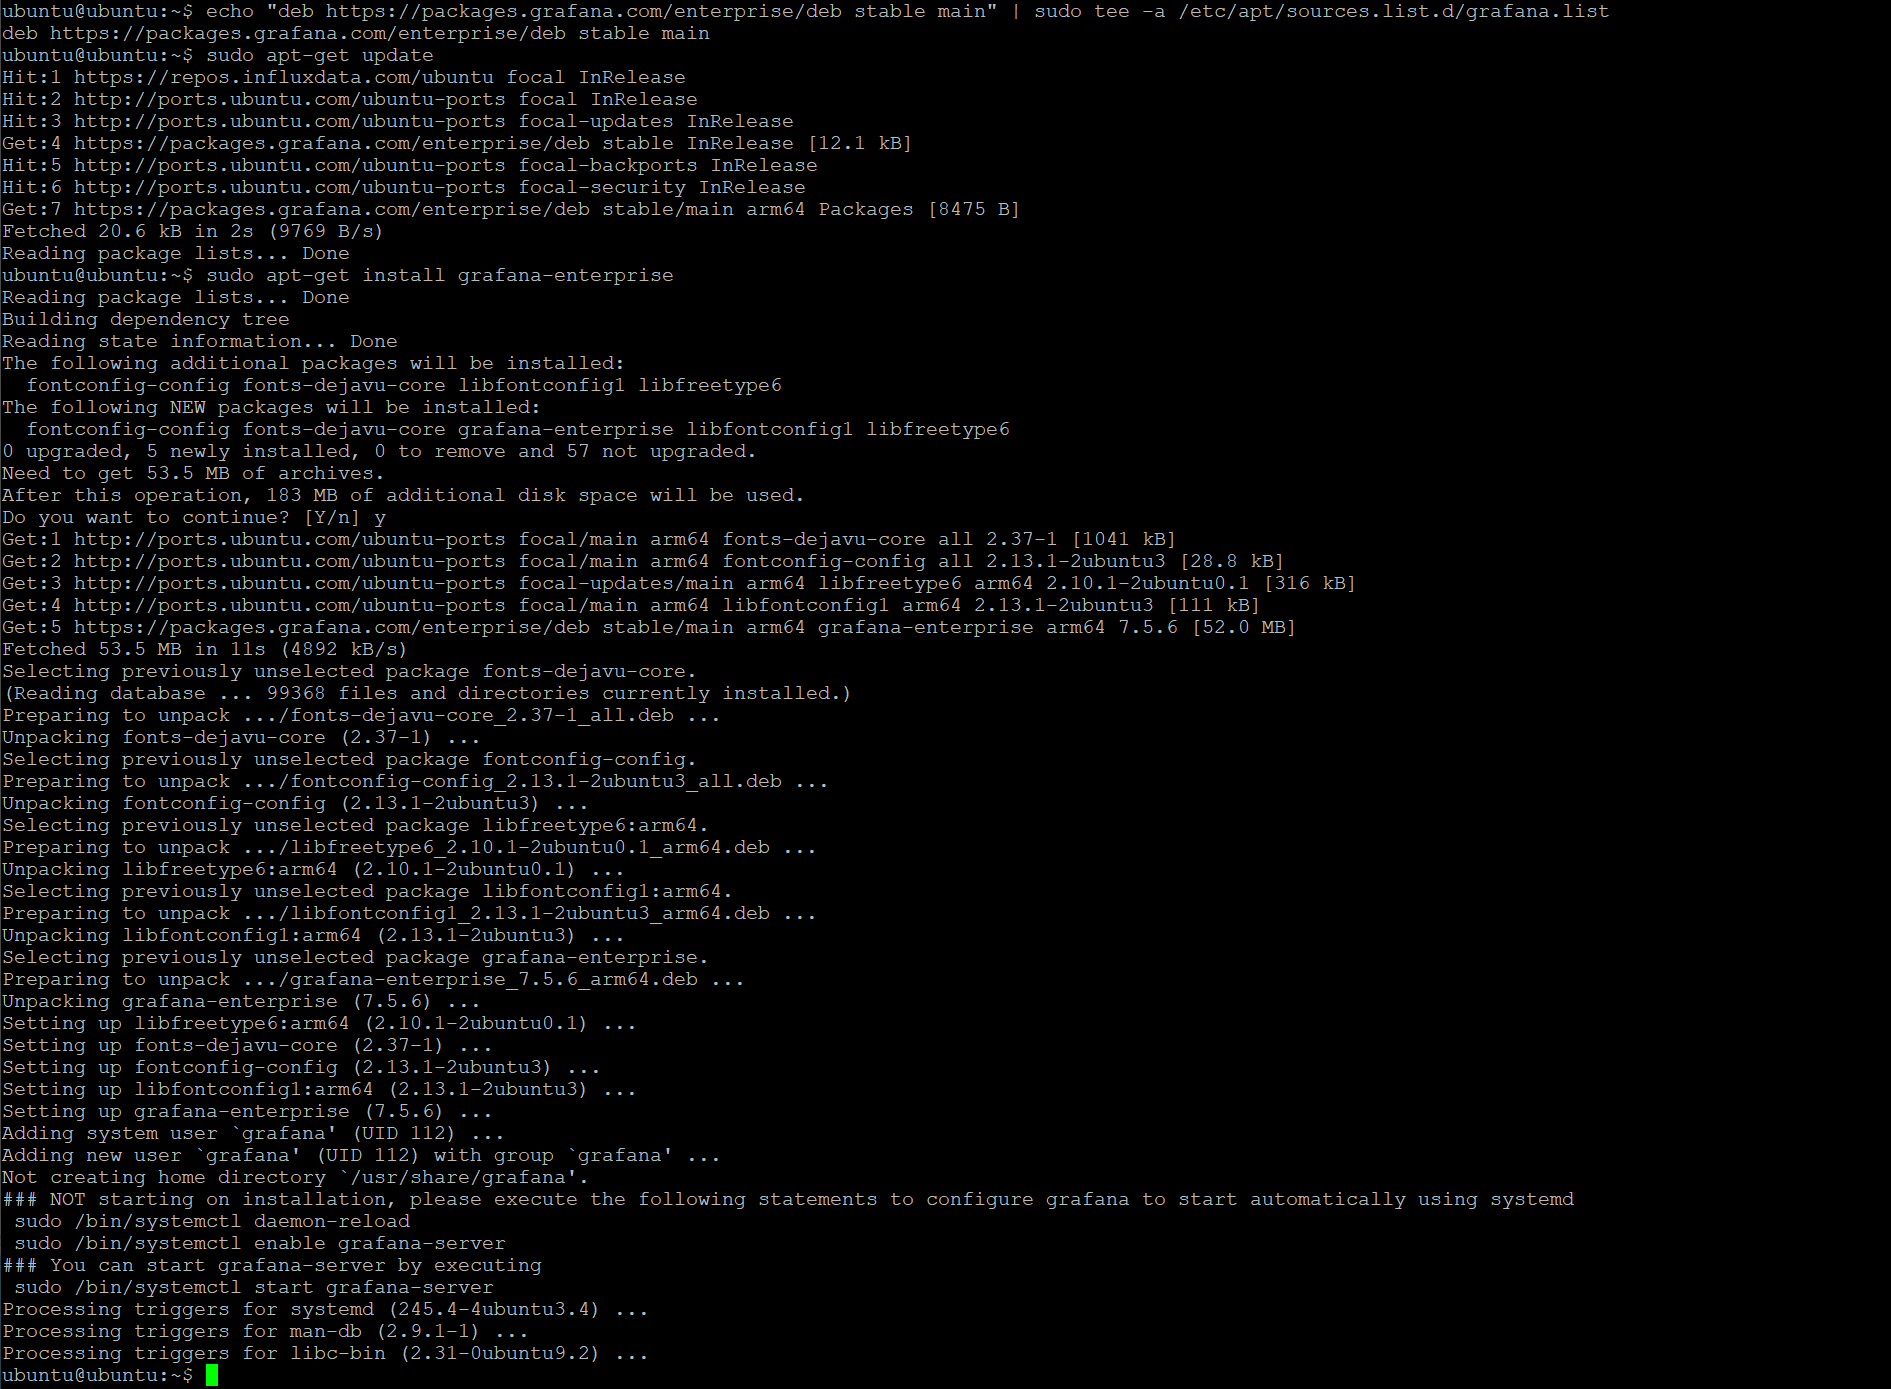 ubuntu@ubuntu:~$ echo "deb https://packages.grafana.com/enterprise/deb stable main" | sudo tee -a /etc/apt/sources.list.d/grafana.list
deb https://packages.grafana.com/enterprise/deb stable main
ubuntu@ubuntu:~$ sudo apt-get update
Hit:1 https://repos.influxdata.com/ubuntu focal InRelease
Hit:2 http://ports.ubuntu.com/ubuntu-ports focal InRelease
Hit:3 http://ports.ubuntu.com/ubuntu-ports focal-updates InRelease
Get:4 https://packages.grafana.com/enterprise/deb stable InRelease [12.1 kB]
Hit:5 http://ports.ubuntu.com/ubuntu-ports focal-backports InRelease
Hit:6 http://ports.ubuntu.com/ubuntu-ports focal-security InRelease
Get:7 https://packages.grafana.com/enterprise/deb stable/main arm64 Packages [8475 B]
Fetched 20.6 kB in 2s (9769 B/s)
Reading package lists... Done
ubuntu@ubuntu:~$ sudo apt-get install grafana-enterprise
Reading package lists... Done
Building dependency tree
Reading state information... Done
The following additional packages will be installed:
  fontconfig-config fonts-dejavu-core libfontconfig1 libfreetype6
The following NEW packages will be installed:
  fontconfig-config fonts-dejavu-core grafana-enterprise libfontconfig1 libfreetype6
0 upgraded, 5 newly installed, 0 to remove and 57 not upgraded.
Need to get 53.5 MB of archives.
After this operation, 183 MB of additional disk space will be used.
Do you want to continue? [Y/n] y
Get:1 http://ports.ubuntu.com/ubuntu-ports focal/main arm64 fonts-dejavu-core all 2.37-1 [1041 kB]
Get:2 http://ports.ubuntu.com/ubuntu-ports focal/main arm64 fontconfig-config all 2.13.1-2ubuntu3 [28.8 kB]
Get:3 http://ports.ubuntu.com/ubuntu-ports focal-updates/main arm64 libfreetype6 arm64 2.10.1-2ubuntu0.1 [316 kB]
Get:4 http://ports.ubuntu.com/ubuntu-ports focal/main arm64 libfontconfig1 arm64 2.13.1-2ubuntu3 [111 kB]
Get:5 https://packages.grafana.com/enterprise/deb stable/main arm64 grafana-enterprise arm64 7.5.6 [52.0 MB]
Fetched 53.5 MB in 11s (4892 kB/s)
Selecting previously unselected package fonts-dejavu-core.
(Reading database ... 99368 files and directories currently installed.)
Preparing to unpack .../fonts-dejavu-core_2.37-1_all.deb ...
Unpacking fonts-dejavu-core (2.37-1) ...
Selecting previously unselected package fontconfig-config.
Preparing to unpack .../fontconfig-config_2.13.1-2ubuntu3_all.deb ...
Unpacking fontconfig-config (2.13.1-2ubuntu3) ...
Selecting previously unselected package libfreetype6:arm64.
Preparing to unpack .../libfreetype6_2.10.1-2ubuntu0.1_arm64.deb ...
Unpacking libfreetype6:arm64 (2.10.1-2ubuntu0.1) ...
Selecting previously unselected package libfontconfig1:arm64.
Preparing to unpack .../libfontconfig1_2.13.1-2ubuntu3_arm64.deb ...
Unpacking libfontconfig1:arm64 (2.13.1-2ubuntu3) ...
Selecting previously unselected package grafana-enterprise.
Preparing to unpack .../grafana-enterprise_7.5.6_arm64.deb ...
Unpacking grafana-enterprise (7.5.6) ...
Setting up libfreetype6:arm64 (2.10.1-2ubuntu0.1) ...
Setting up fonts-dejavu-core (2.37-1) ...
Setting up fontconfig-config (2.13.1-2ubuntu3) ...
Setting up libfontconfig1:arm64 (2.13.1-2ubuntu3) ...
Setting up grafana-enterprise (7.5.6) ...
Adding system user `grafana' (UID 112) ...
Adding new user `grafana' (UID 112) with group `grafana' ...
Not creating home directory `/usr/share/grafana'.
### NOT starting on installation, please execute the following statements to configure grafana to start automatically using systemd
 sudo /bin/systemctl daemon-reload
 sudo /bin/systemctl enable grafana-server
### You can start grafana-server by executing
 sudo /bin/systemctl start grafana-server
Processing triggers for systemd (245.4-4ubuntu3.4) ...
Processing triggers for man-db (2.9.1-1) ...
Processing triggers for libc-bin (2.31-0ubuntu9.2) ...
ubuntu@ubuntu:~$